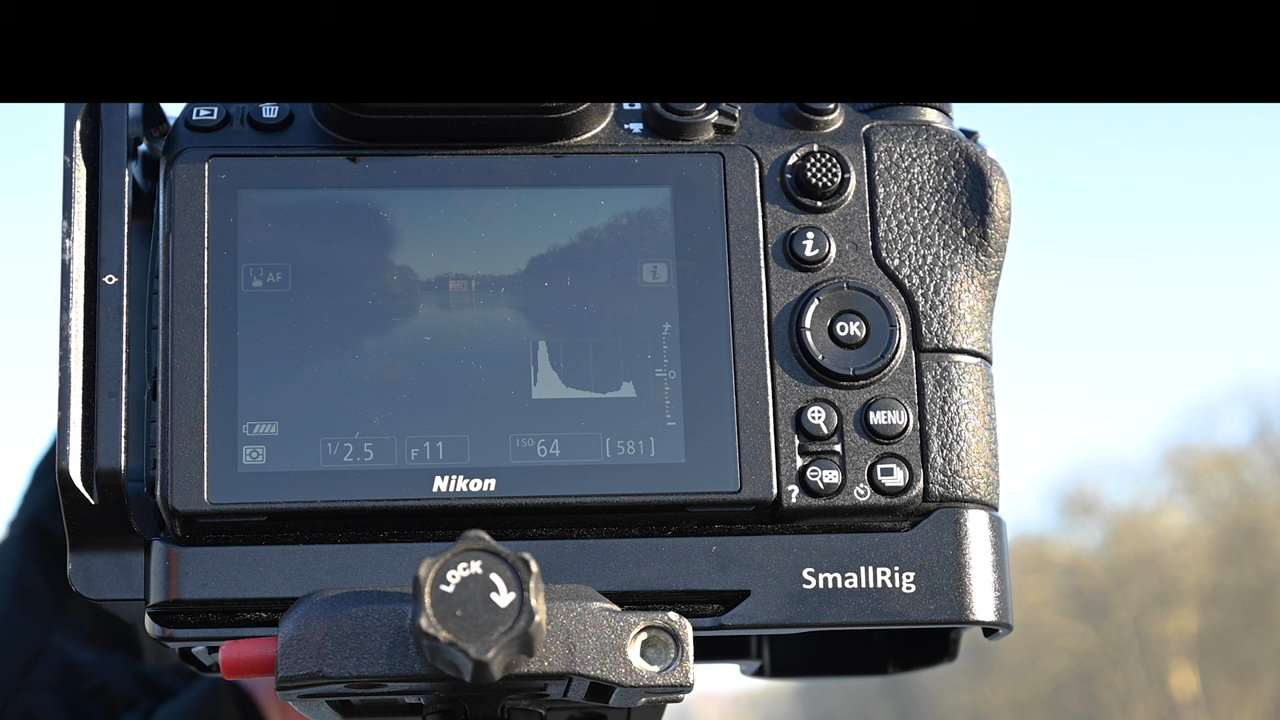 AF
i
i
OK
1/2.5 F11 ISO 64 [581]
MENU
Nikon
?
LOCK
SmallRig